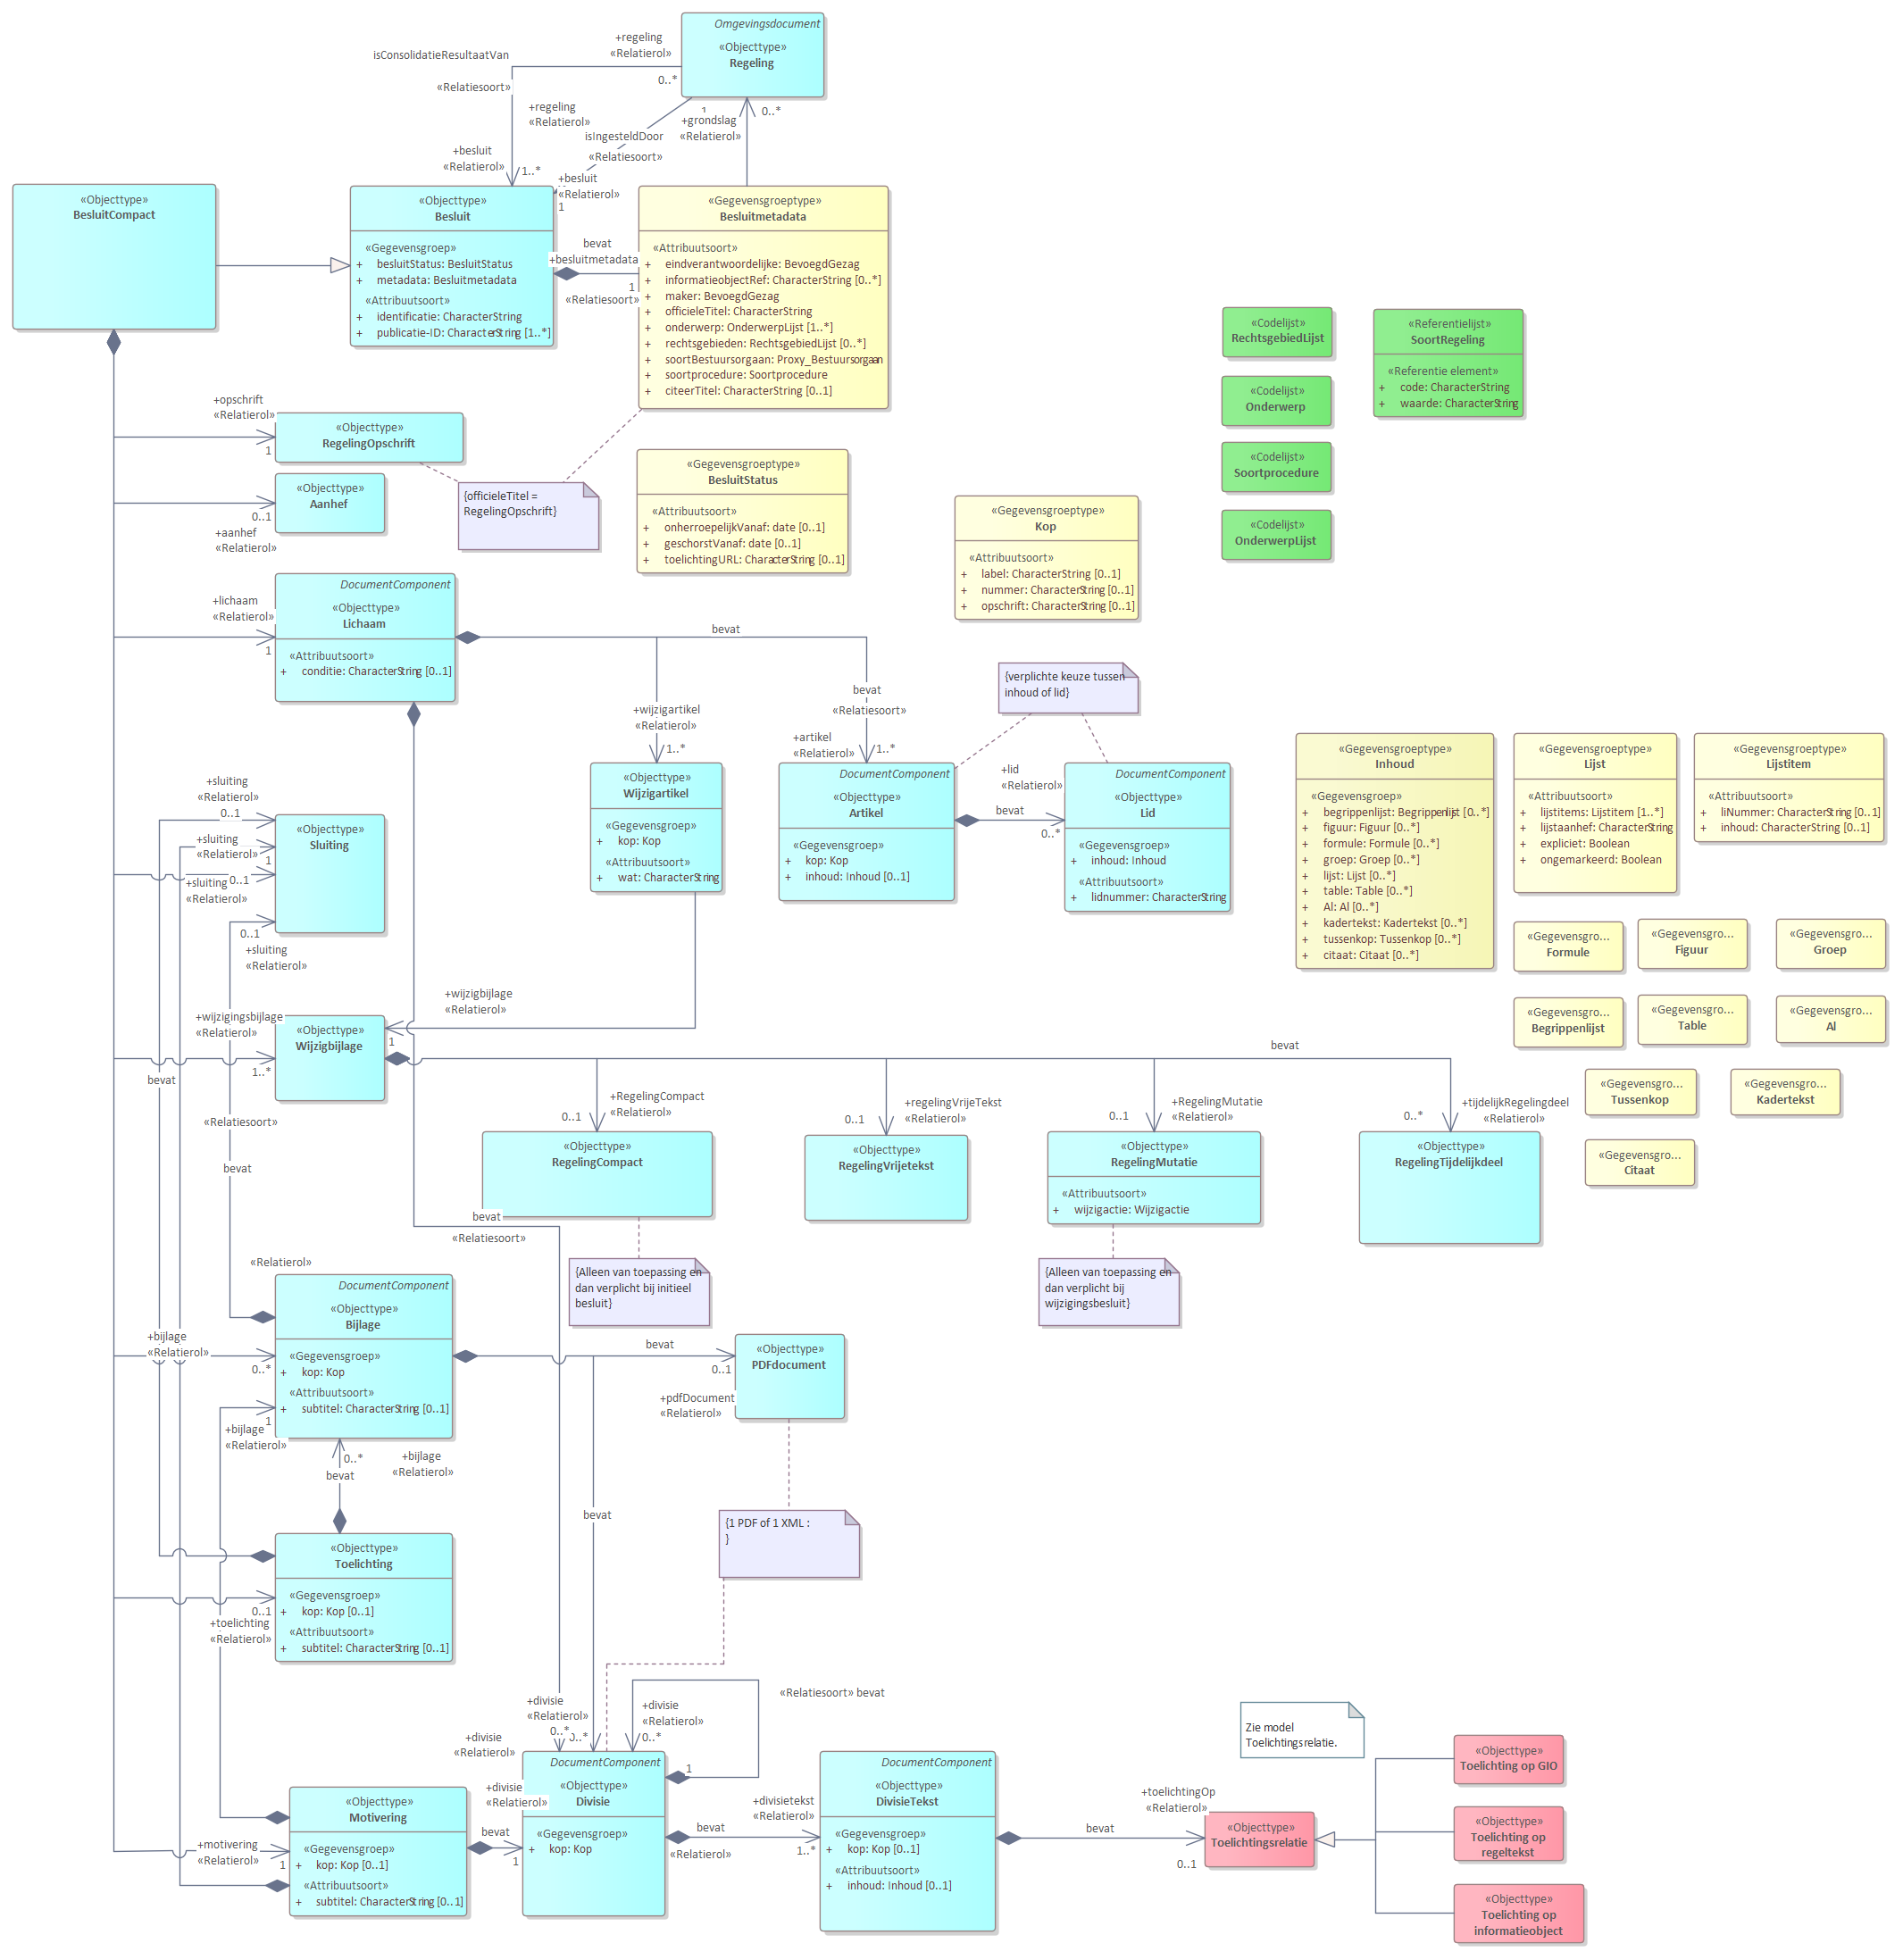 Omgevingsdocument
«Objecttype»
Regeling
+regeling
«Relatierol»
0..*
isConsolidatieResultaatVan
«Relatiesoort»
+regeling
«Relatierol»
1
+grondslag
«Relatierol»
0..*
isIngesteldDoor
«Relatiesoort»
+besluit
«Relatierol»
1..*
+besluit
«Relatierol»
1
«Objecttype»
BesluitCompact
«Objecttype»
Besluit
«Gegevensgroep»
+ besluitStatus: BesluitStatus
+ metadata: Besluitmetadata
«Attribuutsoort»
+ identificatie: CharacterString
+ publicatie-ID: CharacterString [1..*]
bevat
+besluitmetadata
1
«Relatiesoort»
«Gegevensgroeptype»
Besluitmetadata
«Attribuutsoort»
+ eindverantwoordelijke: BevoegdGezag
+ informatieobjectRef: CharacterString [0..*]
+ maker: BevoegdGezag
+ officieleTitel: CharacterString
+ onderwerp: OnderwerpLijst [1..*]
+ rechtsgebieden: RechtsgebiedLijst [0..*]
+ soortBestuursorgaan: Proxy_Bestuursorgaan
+ soortprocedure: Soortprocedure
+ citeerTitel: CharacterString [0..1]
«Codelijst»
RechtsgebiedLijst
«Referentielijst»
SoortRegeling
«Referentie element»
+ code: CharacterString
+ waarde: CharacterString
«Codelijst»
Onderwerp
«Codelijst»
Soortprocedure
«Codelijst»
OnderwerpLijst
+opschrift
«Relatierol»
1
«Objecttype»
RegelingOpschrift
«Objecttype»
Aanhef
0..1
+aanhef
«Relatierol»
{officieleTitel =
RegelingOpschrift}
«Gegevensgroeptype»
BesluitStatus
«Attribuutsoort»
+ onherroepelijkVanaf: date [0..1]
+ geschorstVanaf: date [0..1]
+ toelichtingURL: CharacterString [0..1]
«Gegevensgroeptype»
Kop
«Attribuutsoort»
+ label: CharacterString [0..1]
+ nummer: CharacterString [0..1]
+ opschrift: CharacterString [0..1]
+lichaam
«Relatierol»
1
DocumentComponent
«Objecttype»
Lichaam
«Attribuutsoort»
+ conditie: CharacterString [0..1]
bevat
+wijzigartikel
«Relatierol»
1..*
bevat
«Relatiesoort»
+artikel
«Relatierol»
1..*
{verplichte keuze tussen
inhoud of lid}
«Objecttype»
Wijzigartikel
«Gegevensgroep»
+ kop: Kop
«Attribuutsoort»
+ wat: CharacterString
DocumentComponent
«Objecttype»
Artikel
«Gegevensgroep»
+ kop: Kop
+ inhoud: Inhoud [0..1]
+lid
«Relatierol»
bevat
0..*
DocumentComponent
«Objecttype»
Lid
«Gegevensgroep»
+ inhoud: Inhoud
«Attribuutsoort»
+ lidnummer: CharacterString
«Gegevensgroeptype»
Inhoud
«Gegevensgroep»
+ begrippenlijst: Begrippenlijst [0..*]
+ figuur: Figuur [0..*]
+ formule: Formule [0..*]
+ groep: Groep [0..*]
+ lijst: Lijst [0..*]
+ table: Table [0..*]
+ Al: Al [0..*]
+ kadertekst: Kadertekst [0..*]
+ tussenkop: Tussenkop [0..*]
+ citaat: Citaat [0..*]
«Gegevensgroeptype»
Lijst
«Attribuutsoort»
+ lijstitems: Lijstitem [1..*]
+ lijstaanhef: CharacterString
+ expliciet: Boolean
+ ongemarkeerd: Boolean
«Gegevensgroeptype»
Lijstitem
«Attribuutsoort»
+ liNummer: CharacterString [0..1]
+ inhoud: CharacterString [0..1]
«Gegevensgro...
Formule
«Gegevensgro...
Figuur
«Gegevensgro...
Groep
«Gegevensgro...
Begrippenlijst
«Gegevensgro...
Table
«Gegevensgro...
Al
«Gegevensgro...
Tussenkop
«Gegevensgro...
Kadertekst
«Gegevensgro...
Citaat
+sluiting
«Relatierol»
0..1
+sluiting
«Relatierol»
1
+sluiting
«Relatierol»
0..1
«Objecttype»
Sluiting
0..1
+sluiting
«Relatierol»
+wijzigbijlage
«Relatierol»
1
+wijzigingsbijlage
«Relatierol»
1..*
«Objecttype»
Wijzigbijlage
bevat
bevat
«Relatiesoort»
bevat
+RegelingCompact
«Relatierol»
0..1
+regelingVrijeTekst
«Relatierol»
0..1
+RegelingMutatie
«Relatierol»
0..1
+tijdelijkRegelingdeel
«Relatierol»
0..*
«Objecttype»
RegelingCompact
«Objecttype»
RegelingVrijetekst
«Objecttype»
RegelingMutatie
«Attribuutsoort»
+ wijzigactie: Wijzigactie
«Objecttype»
RegelingTijdelijkdeel
bevat
«Relatiesoort»
{Alleen van toepassing en
dan verplicht bij initieel
besluit}
{Alleen van toepassing en
dan verplicht bij
wijzigingsbesluit}
«Relatierol»
DocumentComponent
«Objecttype»
Bijlage
«Gegevensgroep»
+ kop: Kop
«Attribuutsoort»
+ subtitel: CharacterString [0..1]
+bijlage
«Relatierol»
0..*
1
+bijlage
«Relatierol»
bevat
0..1
«Objecttype»
PDFdocument
+pdfDocument
«Relatierol»
0..*
+bijlage
«Relatierol»
bevat
bevat
{1 PDF of 1 XML :
}
«Objecttype»
Toelichting
«Gegevensgroep»
+ kop: Kop [0..1]
«Attribuutsoort»
+ subtitel: CharacterString [0..1]
0..1
+toelichting
«Relatierol»
+divisie
«Relatierol»
0..*
0..*
+divisie
«Relatierol»
0..*
«Relatiesoort» bevat
1
+divisie
«Relatierol»
+divisie
«Relatierol»
DocumentComponent
«Objecttype»
Divisie
«Gegevensgroep»
+ kop: Kop
«Objecttype»
Motivering
«Gegevensgroep»
+ kop: Kop [0..1]
«Attribuutsoort»
+ subtitel: CharacterString [0..1]
+motivering
«Relatierol»
1
bevat
1
+divisietekst
«Relatierol»
bevat
«Relatierol»
1..*
DocumentComponent
«Objecttype»
DivisieTekst
«Gegevensgroep»
+ kop: Kop [0..1]
«Attribuutsoort»
+ inhoud: Inhoud [0..1]
+toelichtingOp
«Relatierol»
bevat
0..1
«Objecttype»
Toelichtingsrelatie
Zie model
Toelichtingsrelatie.
«Objecttype»
Toelichting op GIO
«Objecttype»
Toelichting op
regeltekst
«Objecttype»
Toelichting op
informatieobject